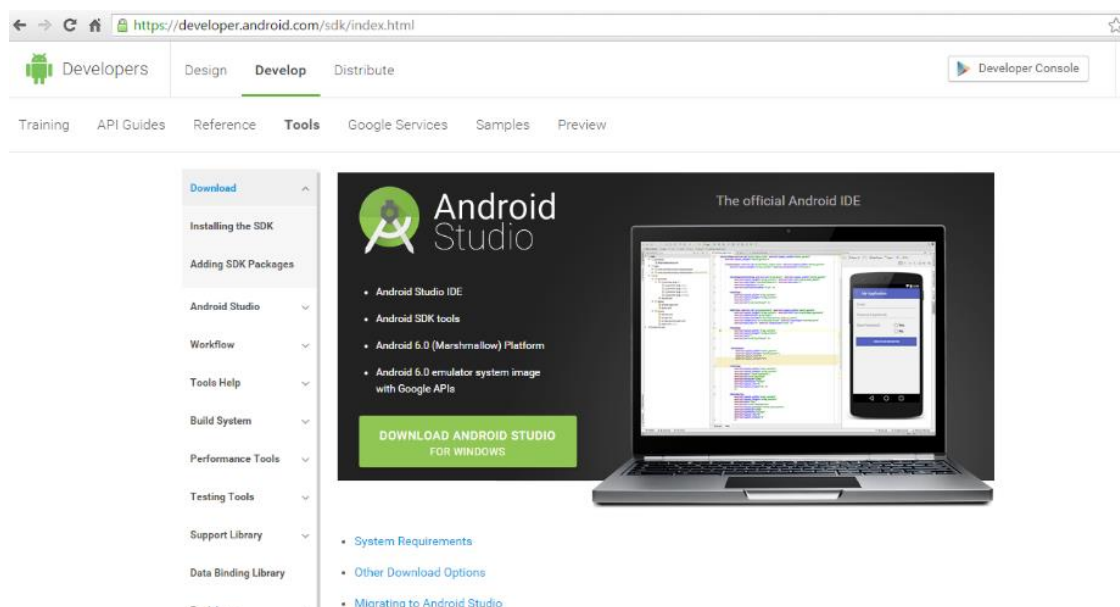 https://developer.android.com/sdk/index.html
Developers
Design Develop Distribute
Developer Console
Training API Guides Reference Tools Google Services Samples Preview
Download
Installing the SDK
Adding SDK Packages
Android Studio
Workflow
Tools Help
Build System
Performance Tools
Testing Tools
Support Library
Data Binding Library
Android
Studio
The official Android IDE
• Android Studio IDE
• Android SDK tools
• Android 6.0 (Marshmallow) Platform
• Android 6.0 emulator system image
with Google APIs
DOWNLOAD ANDROID STUDIO
FOR WINDOWS
• System Requirements
• Other Download Options
• Migrating to Android Studio